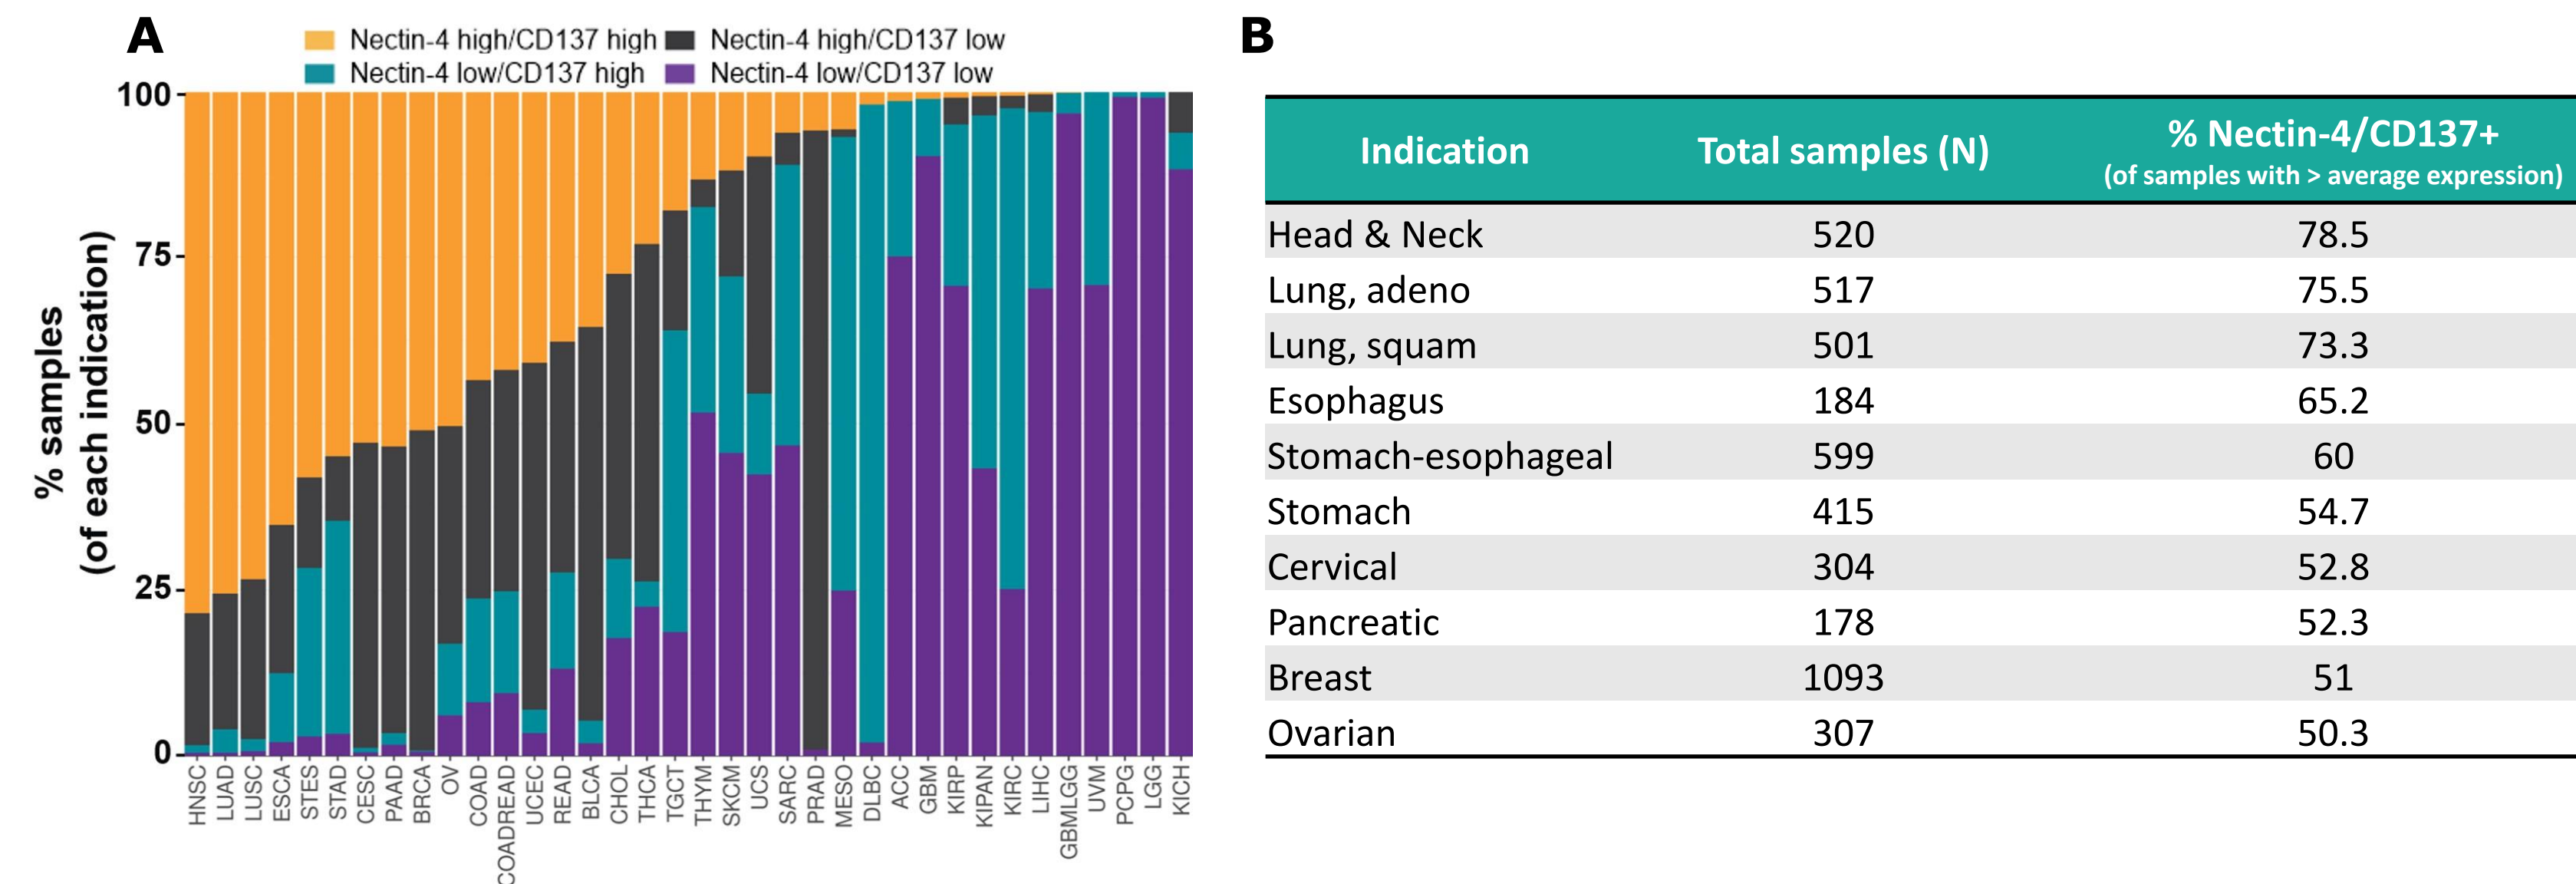 A
Nectin-4 high/CD137 high
Nectin-4 high/CD137 low
Nectin-4 low/CD137 high
Nectin-4 low/CD137 low
% samples
(of each indication)
100
75
50
25
0
HNSC
LUAD
LUSC
ESCA
STES
STAD
CESC
PAAD
BRCA
OV
COAD
COADREAD
UCEC
READ
BLCA
CHOL
THCA
TGCT
THYM
SKCM
UCS
SARC
PRAD
MESO
DLBC
ACC
GBM
KIRP
KIPAN
KIRC
LIHC
GBMLGG
UVM
PCPG
LGG
KICH
B
Indication Total samples (N) % Nectin-4/CD137+
(of samples with > average expression)
Head & Neck 520 78.5
Lung, adeno 517 75.5
Lung, squam 501 73.3
Esophagus 184 65.2
Stomach-esophageal 599 60
Stomach 415 54.7
Cervical 304 52.8
Pancreatic 178 52.3
Breast 1093 51
Ovarian 307 50.3